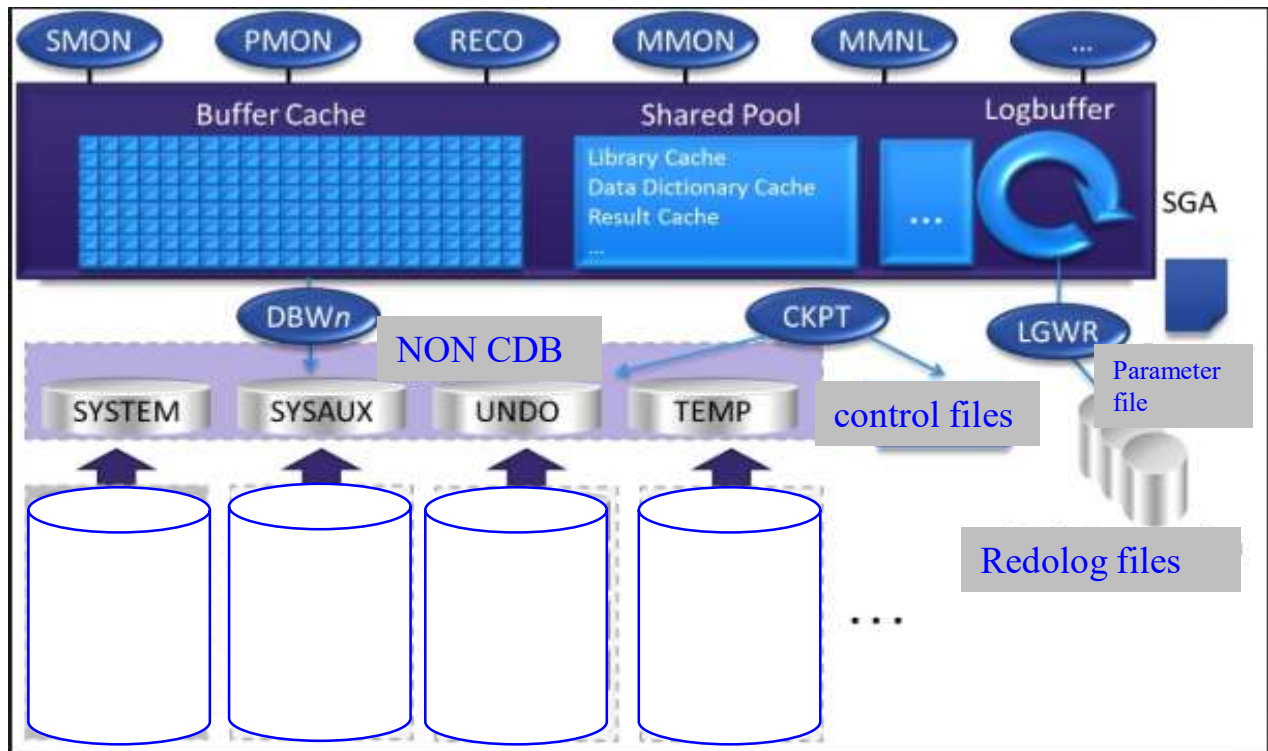 SMON PMON RECO MMON MMNL ...
Buffer Cache Shared Pool Logbuffer
Library Cache
Data Dictionary Cache
Result Cache
...
...
SGA
DBWn CKPT LGWR
NON CDB
Parameter
file
SYSTEM SYSAUX UNDO TEMP
control files
Redolog files
...